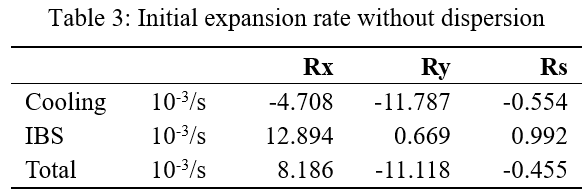 Table 3: Initial expansion rate without dispersion
Rx Ry Rs
Cooling 10⁻³/s -4.708 -11.787 -0.554
IBS 10⁻³/s 12.894 0.669 0.992
Total 10⁻³/s 8.186 -11.118 -0.455